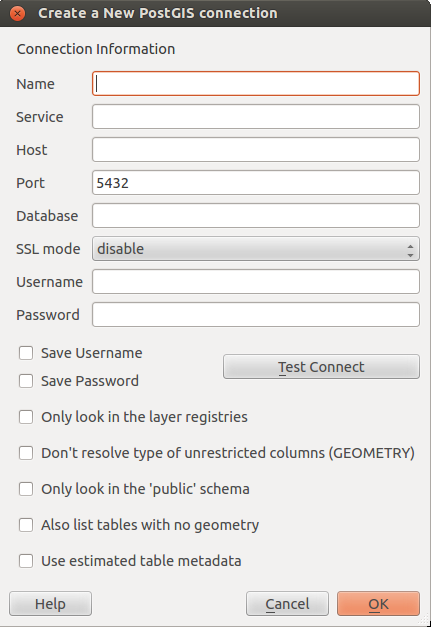 Create a New PostGIS connection
Connection Information
Name
Service
Host
Port 5432
Database
SSL mode disable
Username
Password
Save Username
Test Connect
Save Password
Only look in the layer registries
Don't resolve type of unrestricted columns (GEOMETRY)
Only look in the 'public' schema
Also list tables with no geometry
Use estimated table metadata
Help Cancel OK